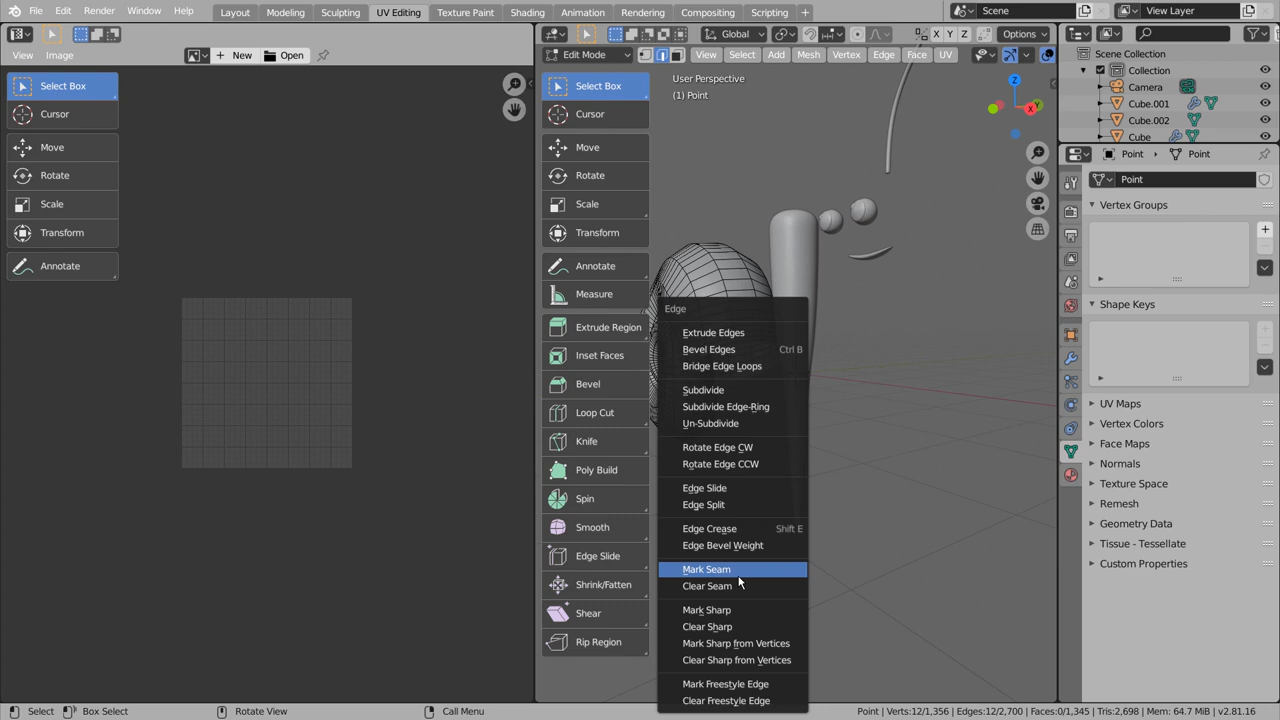 File Edit Render Window Help Layout Modeling Sculpting UV Editing Texture Paint Shading Animation Rendering Compositing Scripting + Scene View Layer
Global X Y Z Options
View Image New Open Edit Mode View Select Add Mesh Vertex Edge Face UV
Scene Collection
Collection
Camera
Cube.001
Cube.002
Cube
Select Box
Cursor
Move
Rotate
Scale
Transform
Annotate
Select Box
Cursor
Move
Rotate
Scale
Transform
Annotate
Measure
Extrude Region
Inset Faces
Bevel
Loop Cut
Knife
Poly Build
Spin
Smooth
Edge Slide
Shrink/Fatten
Shear
Rip Region
User Perspective
(1) Point
Z
Y
X
Edge
Extrude Edges
Bevel Edges Ctrl B
Bridge Edge Loops
Subdivide
Subdivide Edge-Ring
Un-Subdivide
Rotate Edge CW
Rotate Edge CCW
Edge Slide
Edge Split
Edge Crease Shift E
Edge Bevel Weight
Mark Seam
Clear Seam
Mark Sharp
Clear Sharp
Mark Sharp from Vertices
Clear Sharp from Vertices
Mark Freestyle Edge
Clear Freestyle Edge
Point Point
Point
Vertex Groups
Shape Keys
UV Maps
Vertex Colors
Face Maps
Normals
Texture Space
Remesh
Geometry Data
Tissue - Tessellate
Custom Properties
Select Box Select Rotate View Call Menu Point | Verts:12/1,356 | Edges:12/2,700 | Faces:0/1,345 | Tris:2,698 | Mem: 64.7 MiB | v2.81.16